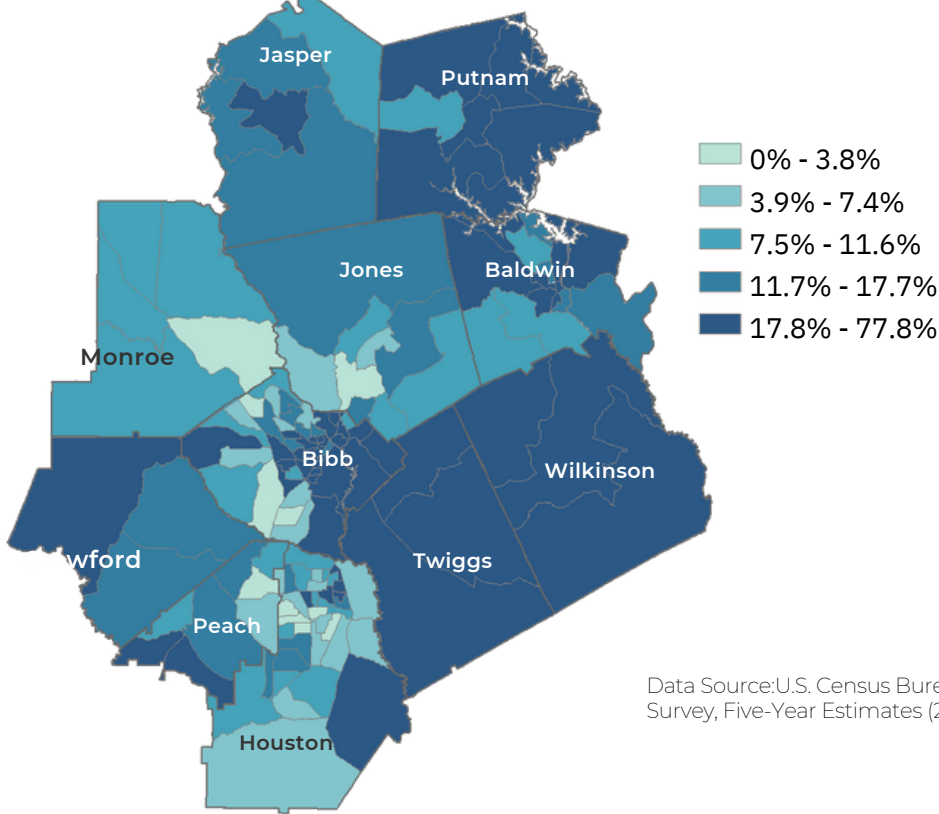 Jasper
Putnam
0% - 3.8%
3.9% - 7.4%
7.5% - 11.6%
11.7% - 17.7%
17.8% - 77.8%
Jones
Baldwin
Monroe
Bibb
Wilkinson
wford
Twiggs
Peach
Data Source:U.S. Census Bure
Survey, Five-Year Estimates (2
Houston